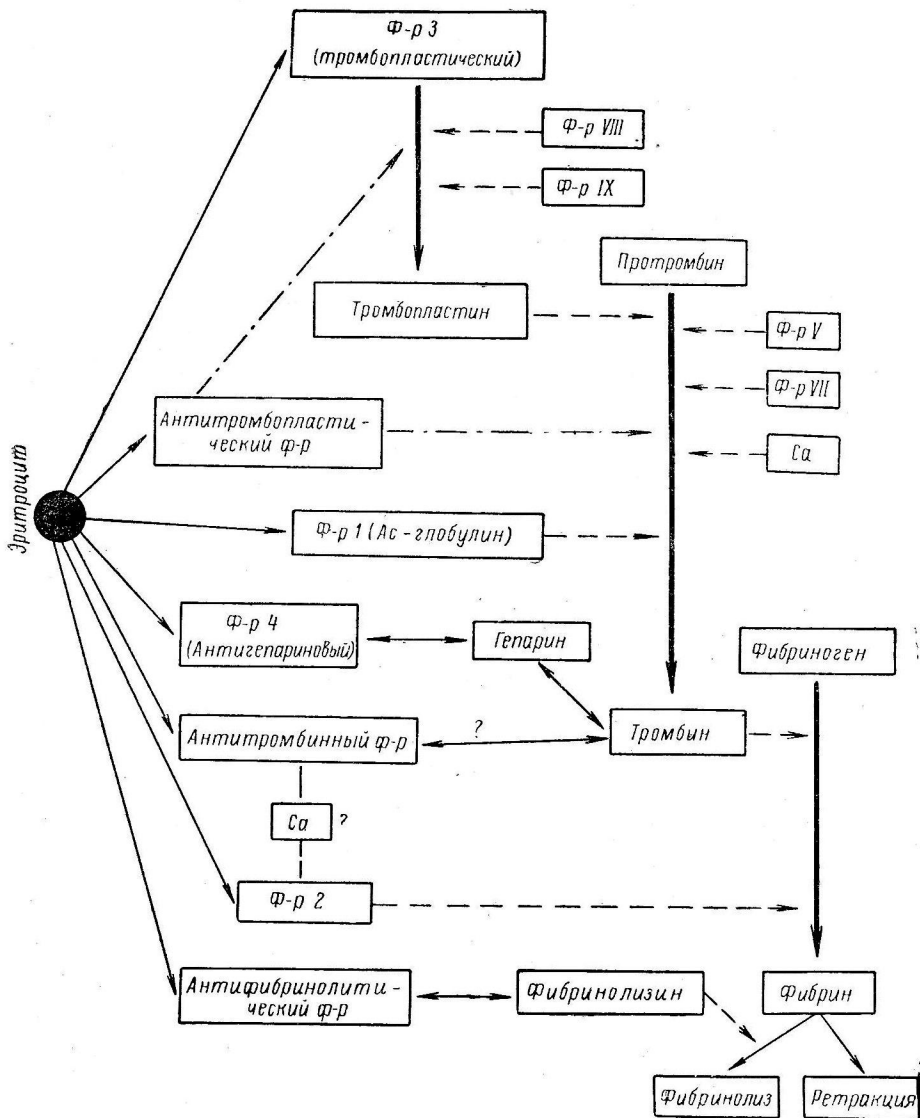 Ф-р 3
(тромбопластический)
Ф-р VIII
Ф-р IX
Протромбин
Тромбопластин
Ф-р V
Ф-р VII
Антитромбопласти-
ческий ф-р
Са
Эритроцит
Ф-р 1 (Ас-глобулин)
Ф-р 4
(Антигепариновый)
Гепарин
Фибриноген
Антитромбинный ф-р
?
Тромбин
Са
?
Ф-р 2
Антифибринолити-
ческий ф-р
Фибринолизин
Фибрин
Фибринолиз
Ретракция